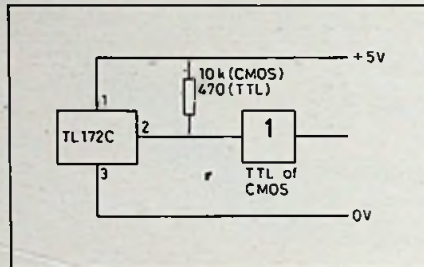 +5V
10k (CMOS)
470 (TTL)
1
TL172C
2
1
3
TTL of
CMOS
0V